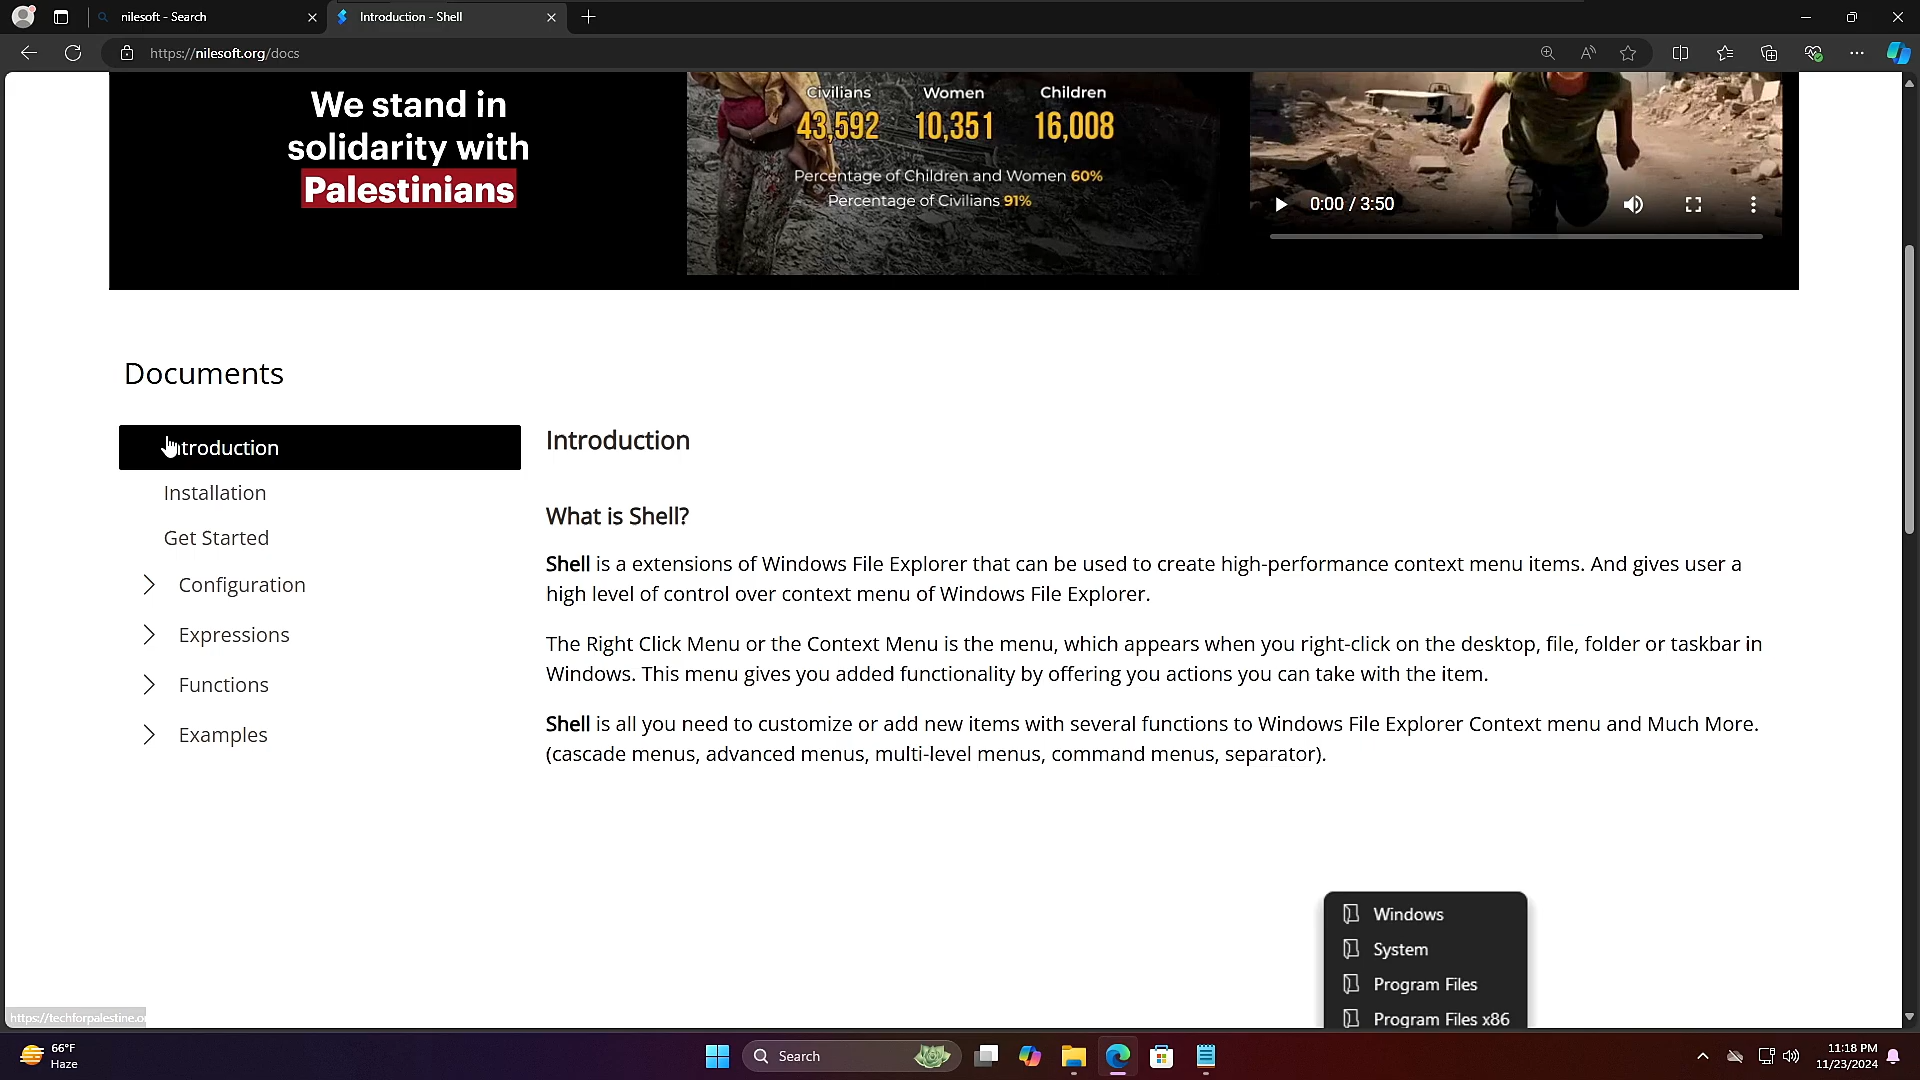 nilesoft - Search
Introduction - Shell
https://nilesoft.org/docs
We stand in
solidarity with
Palestinians
Civilians Women Children
43,592 10,351 16,008
Percentage of Children and Women 60%
Percentage of Civilians 91%
0:00 / 3:50
Documents
Introduction
Installation
Get Started
Configuration
Expressions
Functions
Examples
Introduction
What is Shell?
Shell is a extensions of Windows File Explorer that can be used to create high-performance context menu items. And gives user a
high level of control over context menu of Windows File Explorer.
The Right Click Menu or the Context Menu is the menu, which appears when you right-click on the desktop, file, folder or taskbar in
Windows. This menu gives you added functionality by offering you actions you can take with the item.
Shell is all you need to customize or add new items with several functions to Windows File Explorer Context menu and Much More.
(cascade menus, advanced menus, multi-level menus, command menus, separator).
Windows
System
Program Files
Program Files x86
https://techforpalestine.o
66°F
Haze
Search
11:18 PM
11/23/2024